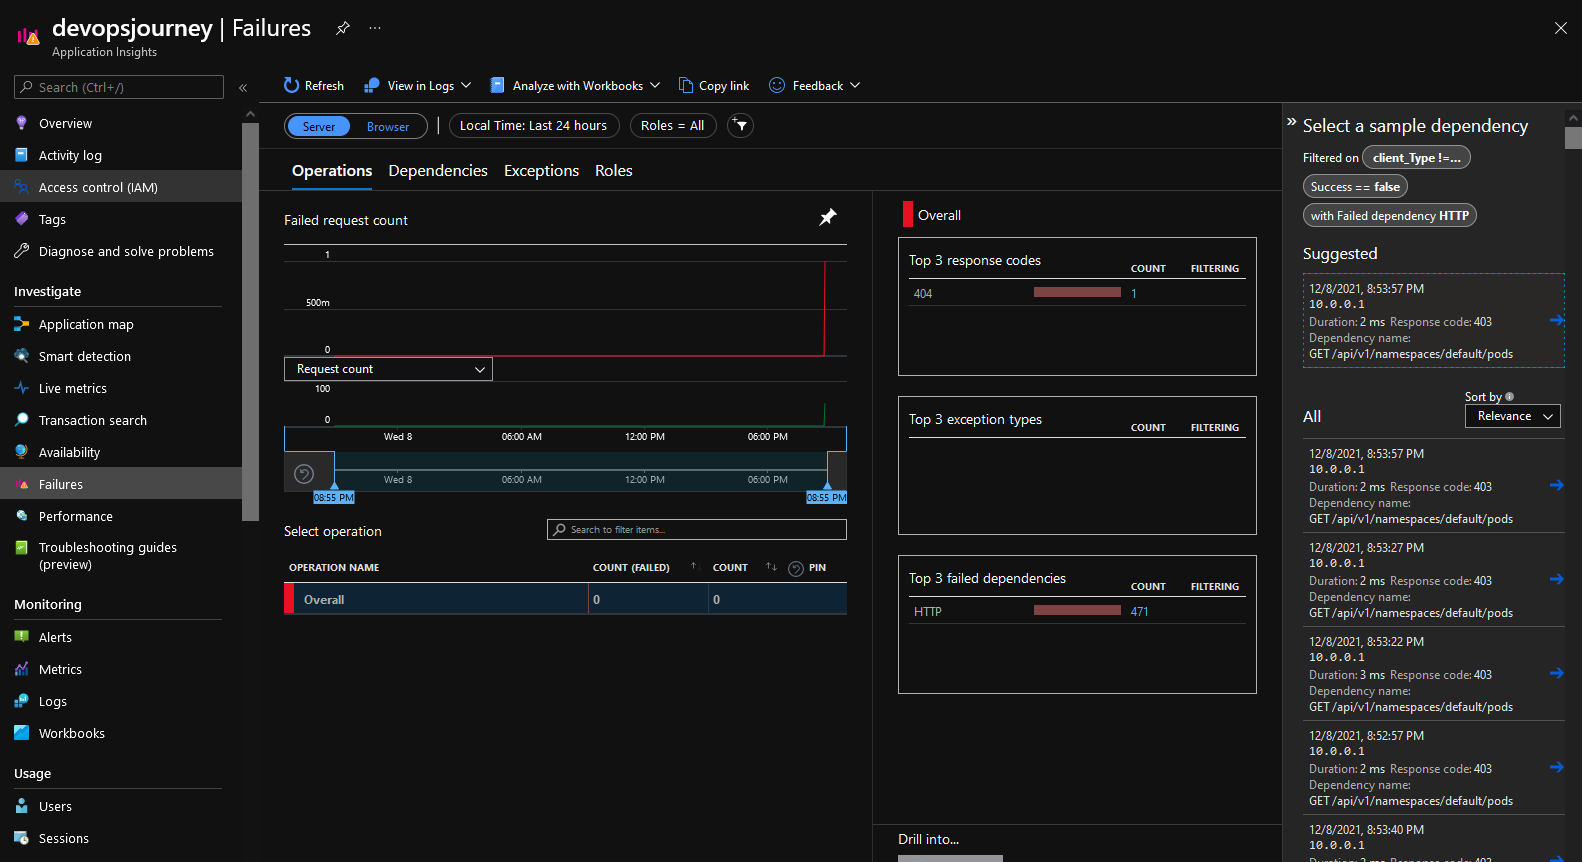 devopsjourney | Failures
Application Insights
Search (Ctrl+/)
Overview
Activity log
Access control (IAM)
Tags
Diagnose and solve problems
Investigate
Application map
Smart detection
Live metrics
Transaction search
Availability
Failures
Performance
Troubleshooting guides
(preview)
Monitoring
Alerts
Metrics
Logs
Workbooks
Usage
Users
Sessions
Refresh View in Logs Analyze with Workbooks Copy link Feedback
Server Browser Local Time: Last 24 hours Roles = All
Operations Dependencies Exceptions Roles
Failed request count
1
500m
0
Request count
100
0
Wed 8 06:00 AM 12:00 PM 06:00 PM
Wed 8 06:00 AM 12:00 PM 06:00 PM
08:55 PM 08:55 PM
Select operation Search to filter items...
OPERATION NAME COUNT (FAILED) COUNT PIN
Overall 0 0
Overall
Top 3 response codes COUNT FILTERING
404 1
Top 3 exception types COUNT FILTERING
Top 3 failed dependencies COUNT FILTERING
HTTP 471
Drill into...
Select a sample dependency
Filtered on client_Type !=...
Success == false
with Failed dependency HTTP
Suggested
12/8/2021, 8:53:57 PM
10.0.0.1
Duration: 2 ms Response code: 403
Dependency name:
GET /api/v1/namespaces/default/pods
Sort by
All Relevance
12/8/2021, 8:53:57 PM
10.0.0.1
Duration: 2 ms Response code: 403
Dependency name:
GET /api/v1/namespaces/default/pods
12/8/2021, 8:53:27 PM
10.0.0.1
Duration: 2 ms Response code: 403
Dependency name:
GET /api/v1/namespaces/default/pods
12/8/2021, 8:53:22 PM
10.0.0.1
Duration: 3 ms Response code: 403
Dependency name:
GET /api/v1/namespaces/default/pods
12/8/2021, 8:52:57 PM
10.0.0.1
Duration: 2 ms Response code: 403
Dependency name:
GET /api/v1/namespaces/default/pods
12/8/2021, 8:53:40 PM
10.0.0.1
Duration: 2 ms Response code: 403